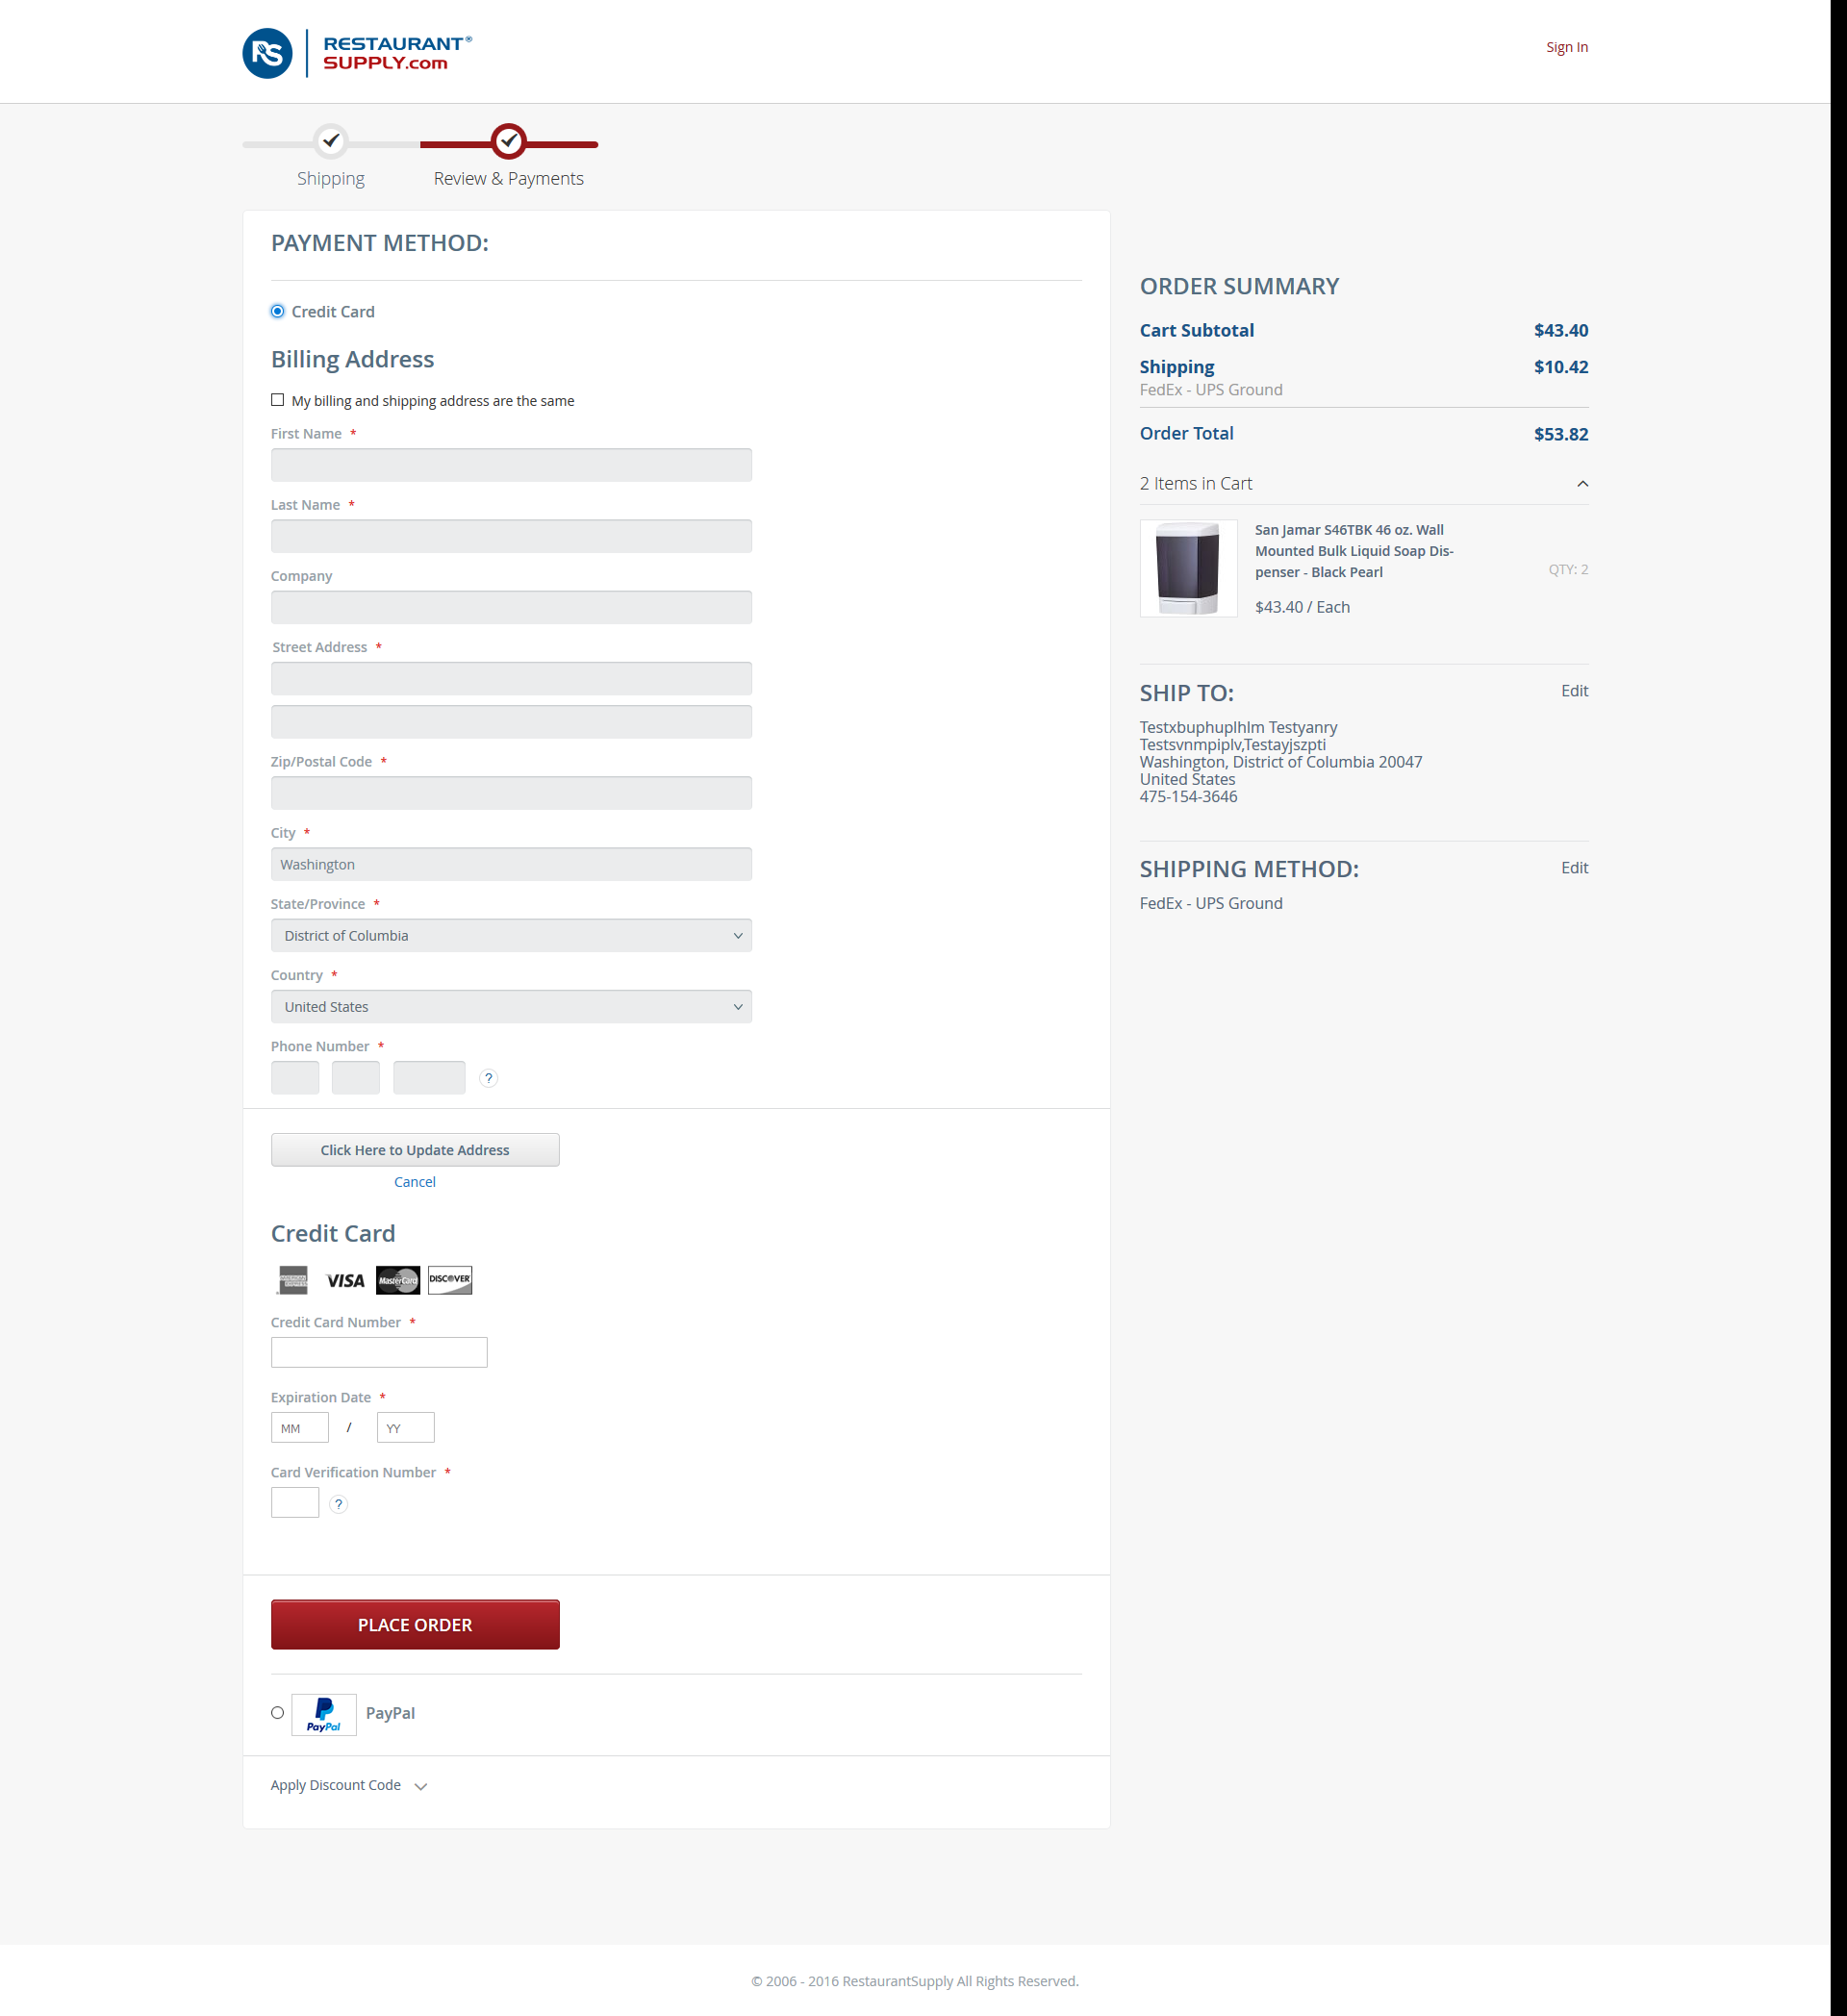 RS
RESTAURANT®
SUPPLY.com
Sign In
Shipping
Review & Payments
PAYMENT METHOD:
Credit Card
Billing Address
My billing and shipping address are the same
First Name *
Last Name *
Company
Street Address *
Zip/Postal Code *
City *
Washington
State/Province *
District of Columbia
Country *
United States
Phone Number *
?
Click Here to Update Address
Cancel
Credit Card
AMERICAN EXPRESS
VISA
MasterCard
DISCOVER
Credit Card Number *
Expiration Date *
MM / YY
Card Verification Number *
?
PLACE ORDER
PayPal
PayPal
Apply Discount Code
ORDER SUMMARY
Cart Subtotal $43.40
Shipping $10.42
FedEx - UPS Ground
Order Total $53.82
2 Items in Cart
San Jamar S46TBK 46 oz. Wall
Mounted Bulk Liquid Soap Dis-
penser - Black Pearl
QTY: 2
$43.40 / Each
SHIP TO: Edit
Testxbuphuplhlm Testyanry
Testsvnmpiplv,Testayjszpti
Washington, District of Columbia 20047
United States
475-154-3646
SHIPPING METHOD: Edit
FedEx - UPS Ground
© 2006 - 2016 RestaurantSupply All Rights Reserved.